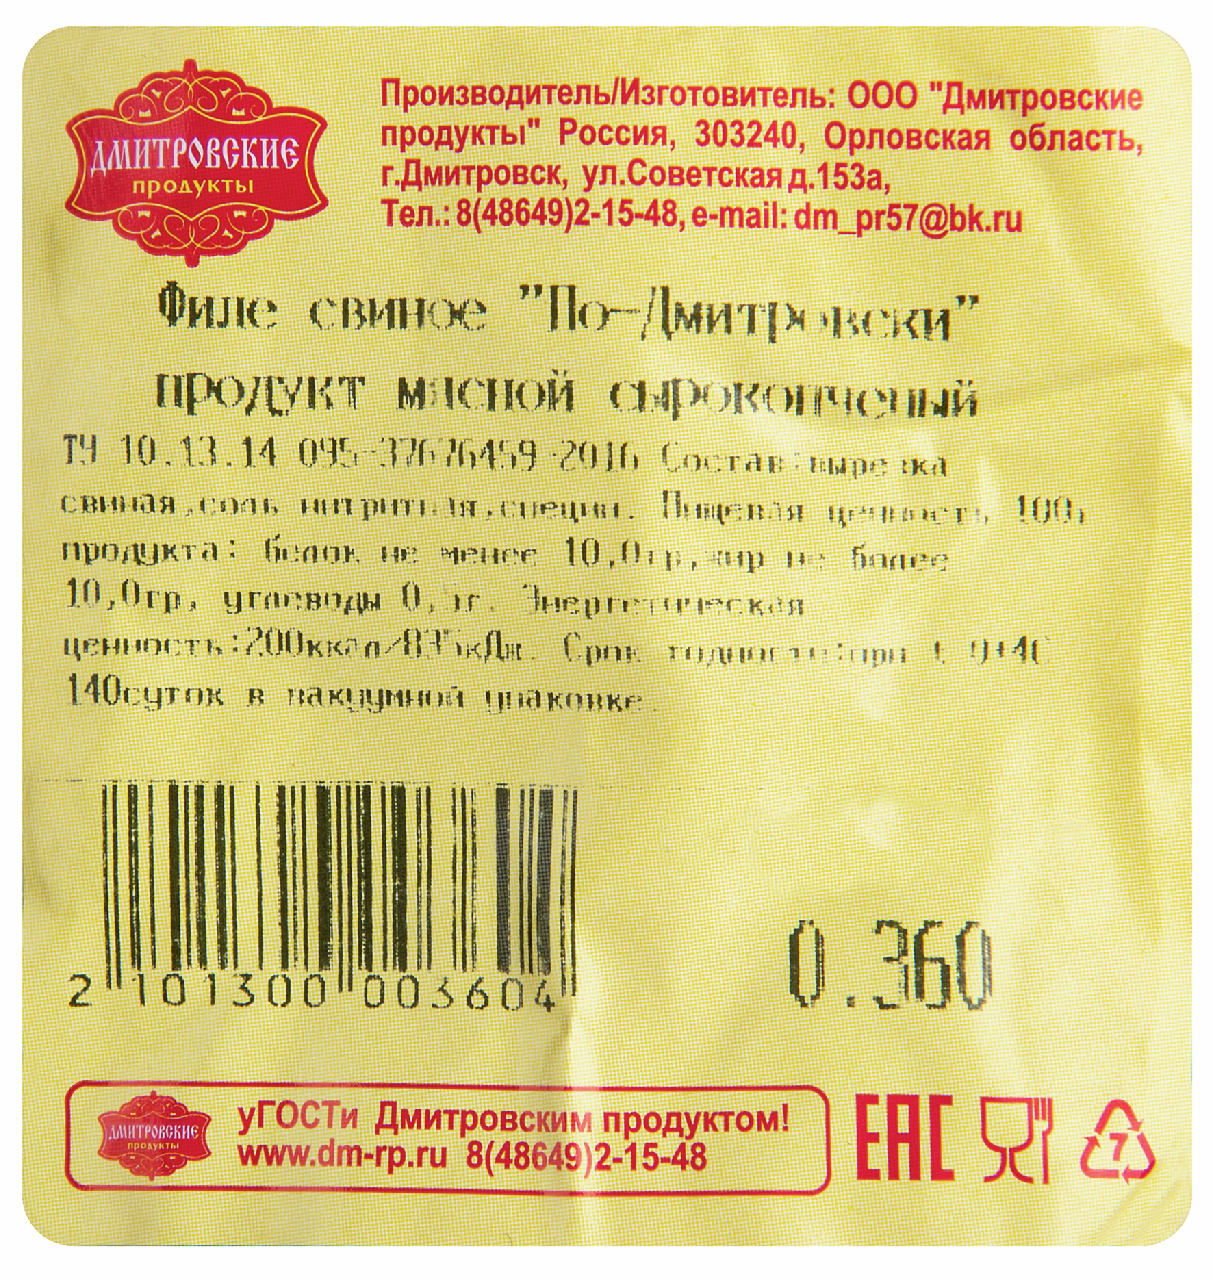 ДМИТРОВСКИЕ
продукты
Производитель/Изготовитель: ООО "Дмитровские
продукты" Россия, 303240, Орловская область,
г.Дмитровск, ул.Советская д.153а,
Тел.: 8(48649)2-15-48, e-mail: dm_pr57@bk.ru
Филе свиное "По-Дмитровски"
продукт мясной сырокопченый
ТУ 10.13.14-095-37676459-2016 Состав:вырезка
свиная,соль нитритная,специи. Пищевая ценность 100г
продукта: белок не менее 10,0гр,жир не более
10,0гр, углеводы 0,5г. Энергетическая
ценность:200ккал/835кДж. Срок годности:при t 0+4С
140суток в вакуумной упаковке.
2 101300 003604
0.360
ДМИТРОВСКИЕ
продукты
уГОСТи Дмитровским продуктом!
www.dm-rp.ru 8(48649)2-15-48
ЕАС
7